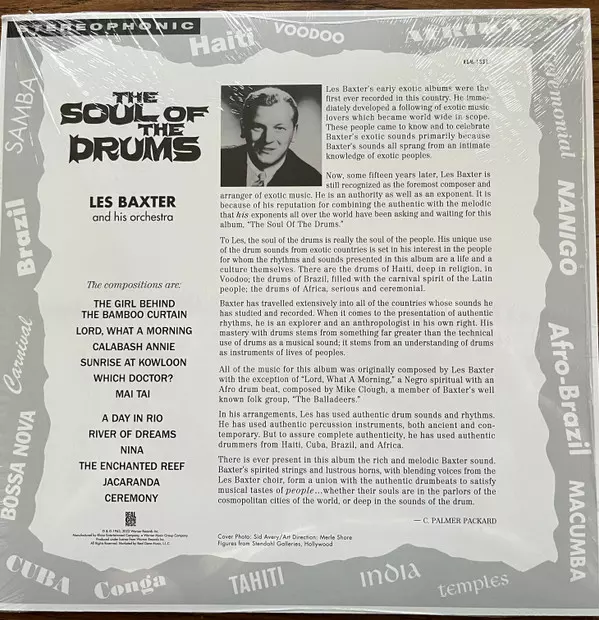 STEREOPHONIC
Haiti
VOODOO
AFRIKA
RLM-1531
Ceremonial
SAMBA
NANIGO
Brazil
Afro-Brazil
Carnival
BOSSA NOVA
MACUMBA
CUBA
Conga
TAHITI
INDIA
temples
THE
SOUL OF
THE
DRUMS
LES BAXTER
and his orchestra
The compositions are:
THE GIRL BEHIND
THE BAMBOO CURTAIN
LORD, WHAT A MORNING
CALABASH ANNIE
SUNRISE AT KOWLOON
WHICH DOCTOR?
MAI TAI
A DAY IN RIO
RIVER OF DREAMS
NINA
THE ENCHANTED REEF
JACARANDA
CEREMONY
Les Baxter's early exotic albums were the
first ever recorded in this country. He imme-
diately developed a following of exotic music
lovers which became world wide in scope.
These people came to know and to celebrate
Baxter's exotic sounds primarily because
Baxter's sounds all sprang from an intimate
knowledge of exotic peoples.
Now, some fifteen years later, Les Baxter is
still recognized as the foremost composer and
arranger of exotic music. He is an authority as well as an exponent. It is
because of his reputation for combining the authentic with the melodic
that his exponents all over the world have been asking and waiting for this
album, "The Soul Of The Drums."
To Les, the soul of the drums is really the soul of the people. His unique use
of the drum sounds from exotic countries is set in his interest in the people
for whom the rhythms and sounds presented in this album are a life and a
culture themselves. There are the drums of Haiti, deep in religion, in
Voodoo; the drums of Brazil, filled with the carnival spirit of the Latin
people; the drums of Africa, serious and ceremonial.
Baxter has travelled extensively into all of the countries whose sounds he
has studied and recorded. When it comes to the presentation of authentic
rhythms, he is an explorer and an anthropologist in his own right. His
mastery with drums stems from something far greater than the technical
use of drums as a musical sound; it stems from an understanding of drums
as instruments of lives of peoples.
All of the music for this album was originally composed by Les Baxter
with the exception of "Lord, What A Morning," a Negro spiritual with an
Afro drum beat, composed by Mike Clough, a member of Baxter's well
known folk group, "The Balladeers."
In his arrangements, Les has used authentic drum sounds and rhythms.
He has used authentic percussion instruments, both ancient and con-
temporary. But to assure complete authenticity, he has used authentic
drummers from Haiti, Cuba, Brazil, and Africa.
There is ever present in this album the rich and melodic Baxter sound.
Baxter's spirited strings and lustrous horns, with blending voices from the
Les Baxter choir, form a union with the authentic drumbeats to satisfy
musical tastes of people...whether their souls are in the parlors of the
cosmopolitan cities of the world, or deep in the sounds of the drum.
— C. PALMER PACKARD
Cover Photo: Sid Avery/Art Direction: Merle Shore
Figures from Stendahl Galleries, Hollywood
REAL
GONE